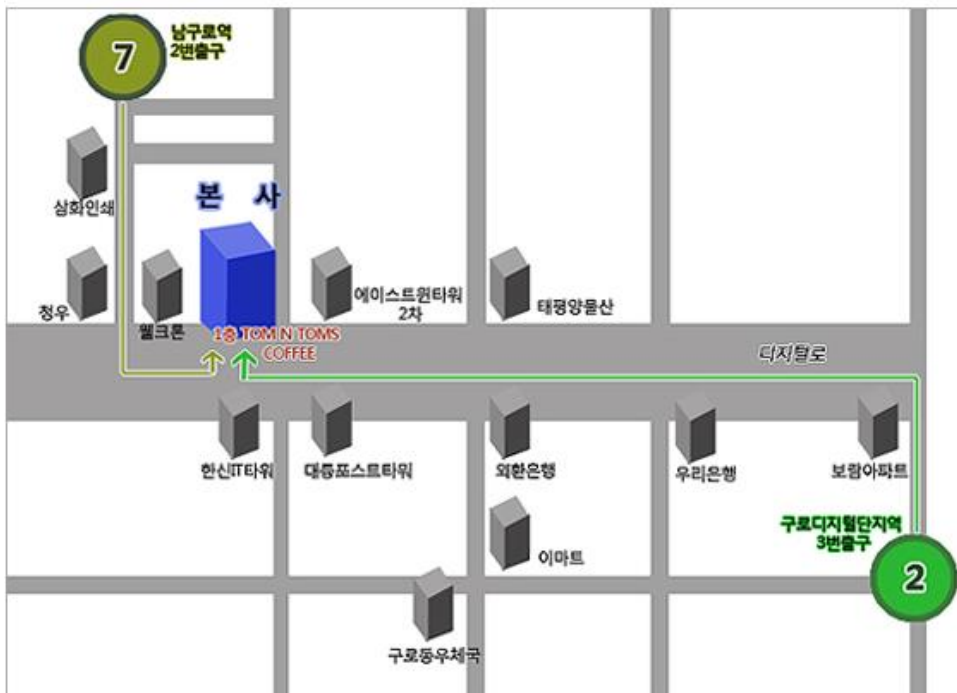 7
남구로역
2번출구
삼화인쇄
본 사
청우
웰크론
에이스트윈타워
2차
태평양물산
1층 TOM N TOMS
COFFEE
디지털로
한신IT타워
대륭포스트타워
외환은행
우리은행
보람아파트
구로디지털단지역
3번출구
2
이마트
구로동우체국